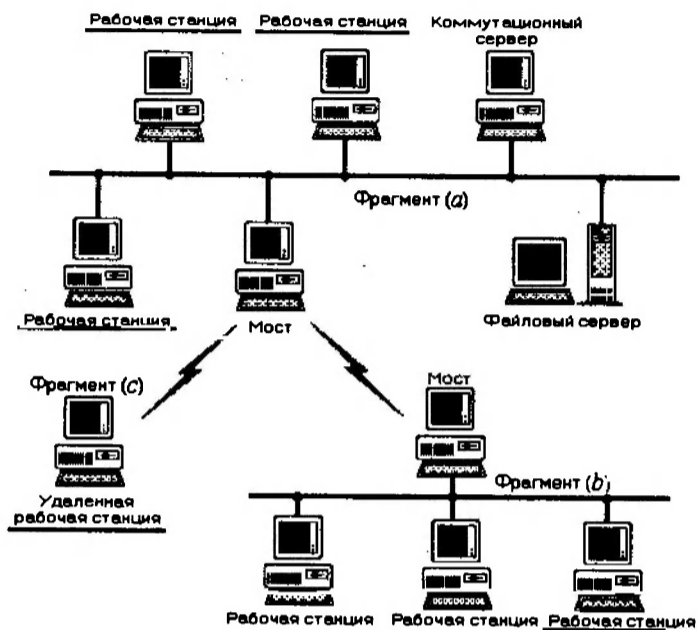 Рабочая станция
Рабочая станция
Коммутационный
сервер
Фрагмент (a)
Рабочая станция
Мост
Файловый сервер
Фрагмент (c)
Мост
Удаленная
рабочая станция
Фрагмент (b)
Рабочая станция
Рабочая станция
Рабочая станция